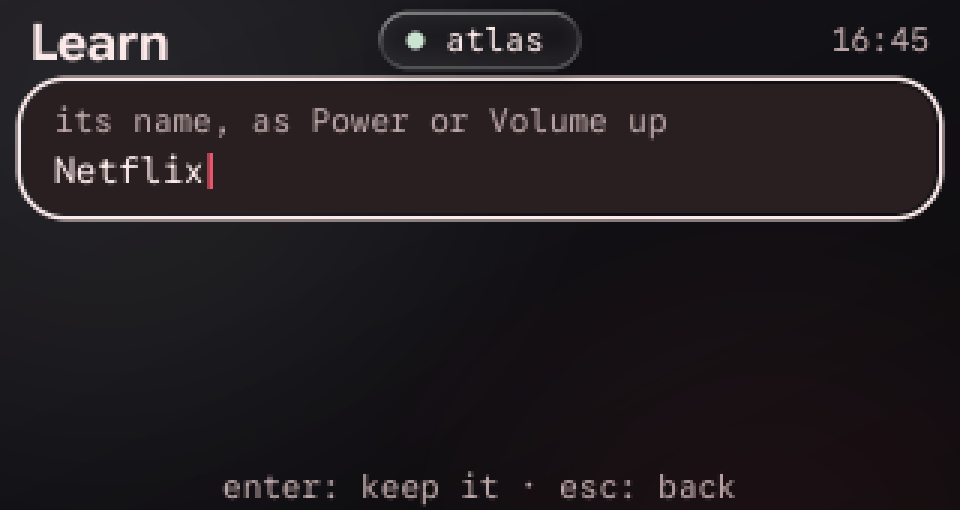 Learn
atlas
16:45
its name, as Power or Volume up
Netflix
enter: keep it · esc: back